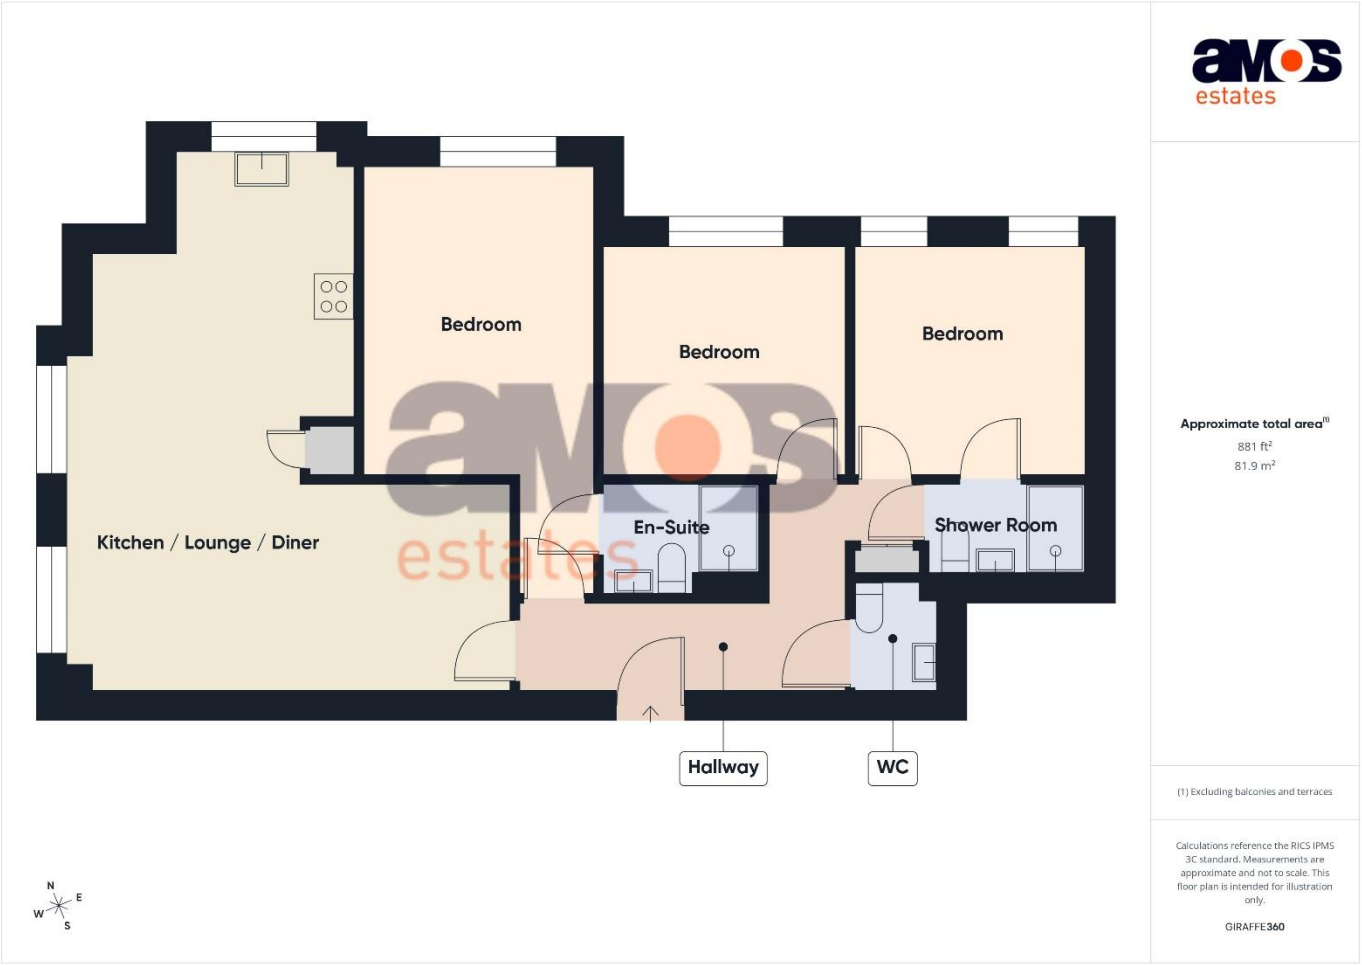 amos
estates
Bedroom
Bedroom
Bedroom
amos
estates
Kitchen / Lounge / Diner
En-Suite
Shower Room
Hallway
WC
N
E
W
S
Approximate total area(1)
881 ft²
81.9 m²
(1) Excluding balconies and terraces
Calculations reference the RICS IPMS
3C standard. Measurements are
approximate and not to scale. This
floor plan is intended for illustration
only.
GIRAFFE360